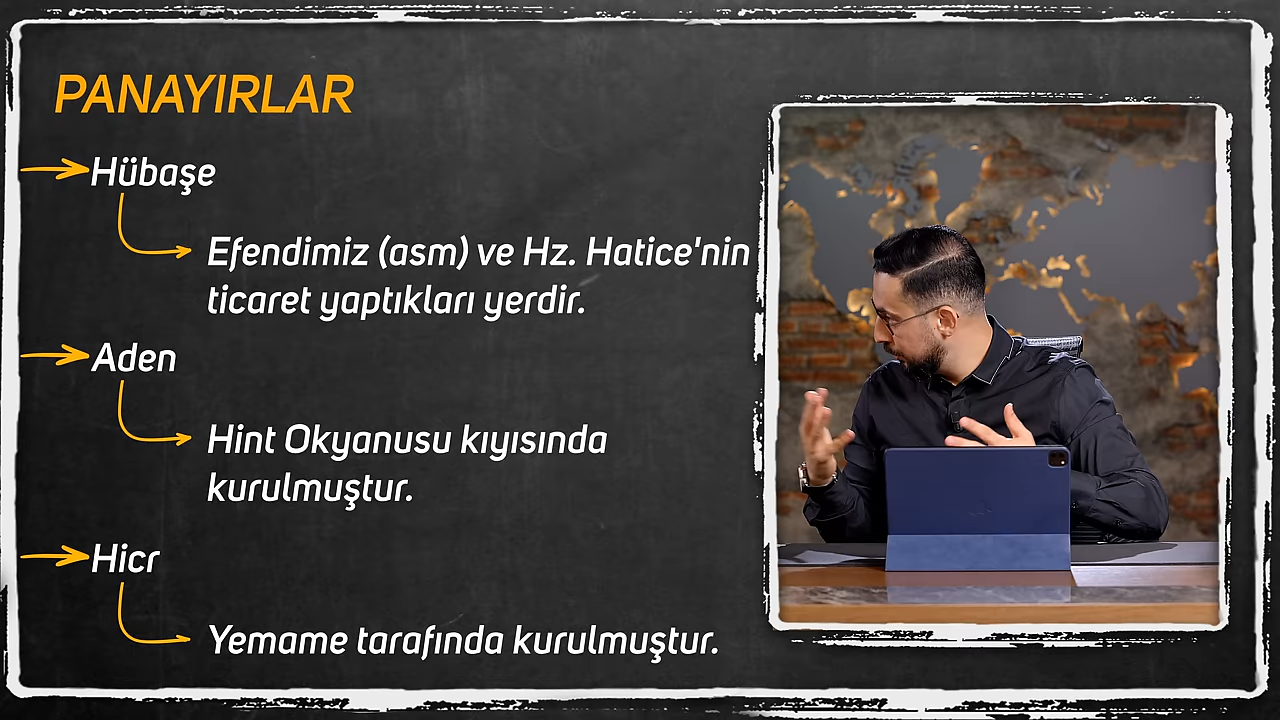 PANAYIRLAR
Hübaşe
Efendimiz (asm) ve Hz. Hatice'nin
ticaret yaptıkları yerdir.
Aden
Hint Okyanusu kıyısında
kurulmuştur.
Hicr
Yemame tarafında kurulmuştur.